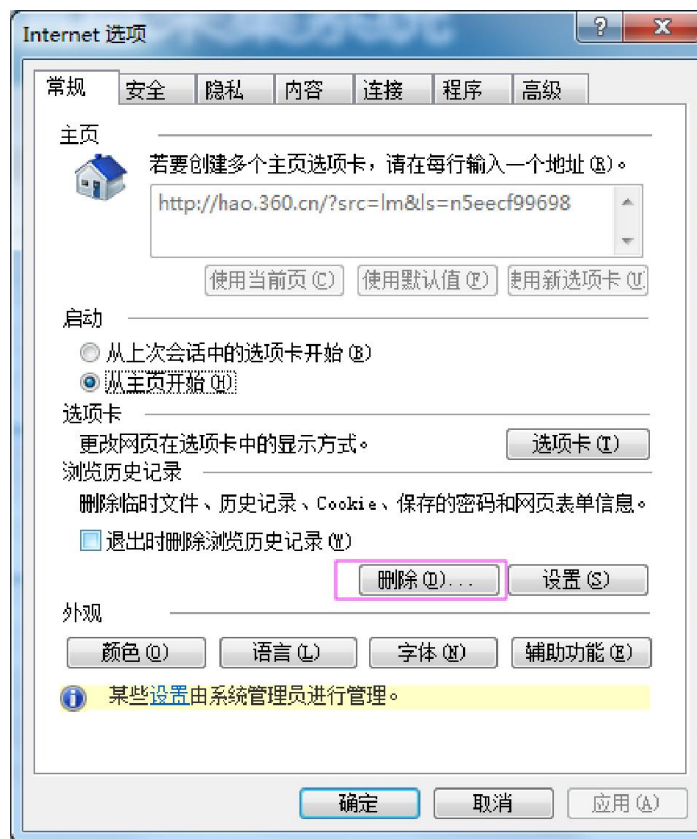 Internet 选项
常规 安全 隐私 内容 连接 程序 高级
主页
若要创建多个主页选项卡，请在每行输入一个地址(R)。
http://hao.360.cn/?src=lm&ls=n5eecf99698
使用当前页(C) 使用默认值(F) 使用新选项卡(U)
启动
从上次会话中的选项卡开始(B)
从主页开始(H)
选项卡
更改网页在选项卡中的显示方式。 选项卡(T)
浏览历史记录
删除临时文件、历史记录、Cookie、保存的密码和网页表单信息。
退出时删除浏览历史记录(W)
删除(D)... 设置(S)
外观
颜色(O) 语言(L) 字体(N) 辅助功能(E)
某些设置由系统管理员进行管理。
确定 取消 应用(A)